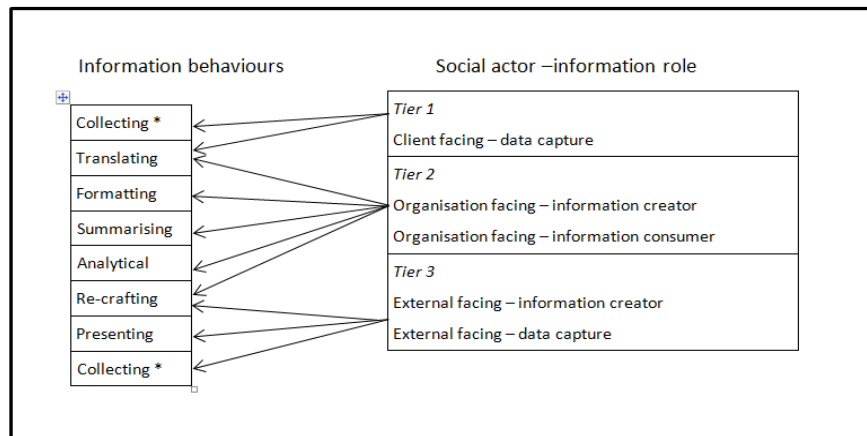 Information behaviours
Social actor –information role
Collecting *
Translating
Formatting
Summarising
Analytical
Re-crafting
Presenting
Collecting *
Tier 1
Client facing – data capture
Tier 2
Organisation facing – information creator
Organisation facing – information consumer
Tier 3
External facing – information creator
External facing – data capture